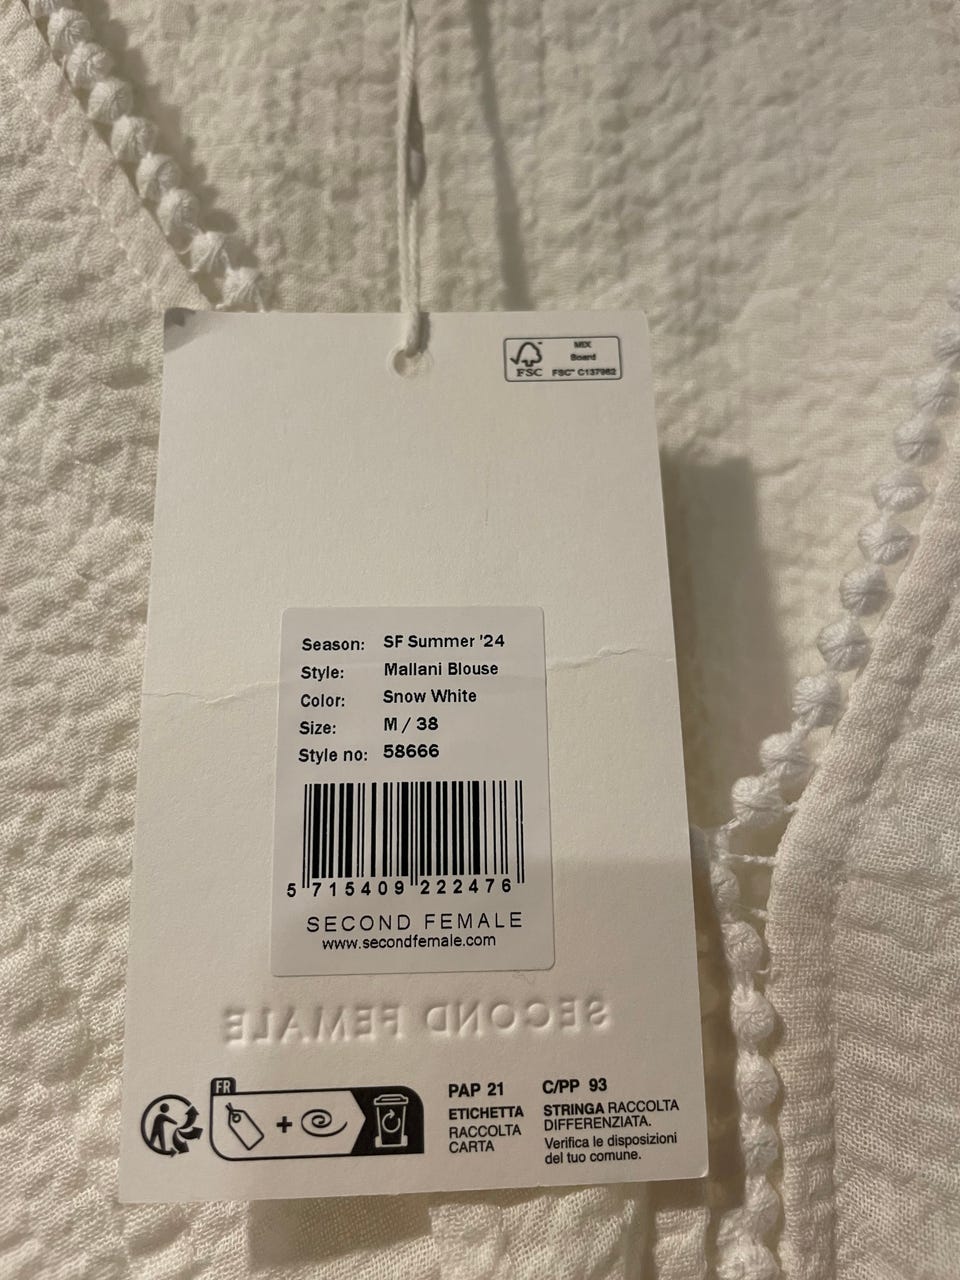 MIX
Board
FSC™ C137982
FSC
Season: SF Summer '24
Style: Mallani Blouse
Color: Snow White
Size: M / 38
Style no: 58666
5 715409 222476
SECOND FEMALE
www.secondfemale.com
SECOND FEMALE
FR
+
PAP 21
ETICHETTA
RACCOLTA
CARTA
C/PP 93
STRINGA RACCOLTA
DIFFERENZIATA.
Verifica le disposizioni
del tuo comune.